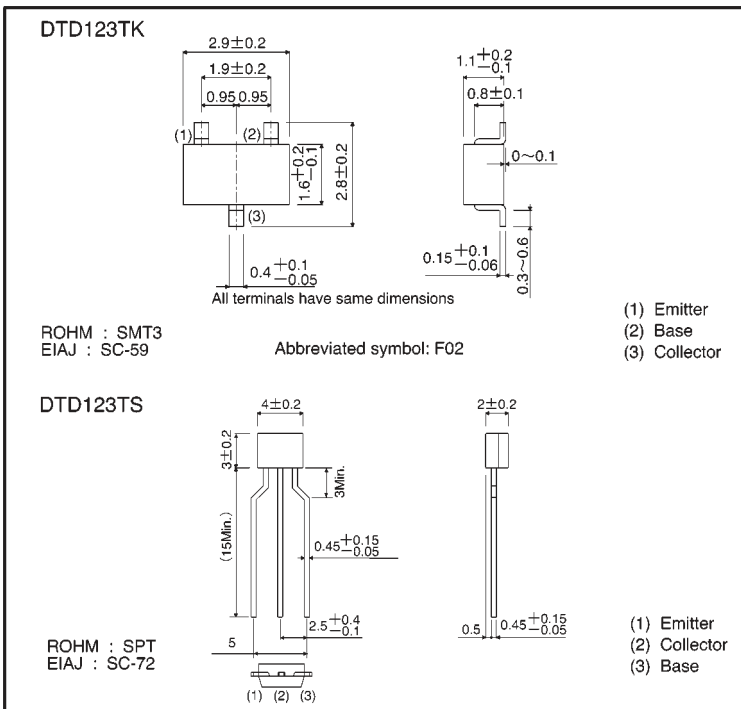 DTD123TK
2.9±0.2
1.9±0.2
0.95 0.95
(1) (2)
(3)
1.6+0.2−0.1
2.8±0.2
0.4+0.1−0.05
All terminals have same dimensions
1.1+0.2−0.1
0.8±0.1
0~0.1
0.15+0.1−0.06
0.3~0.6
ROHM : SMT3
EIAJ : SC-59
Abbreviated symbol: F02
(1) Emitter
(2) Base
(3) Collector
DTD123TS
4±0.2
3±0.2
(15Min.)
3Min.
0.45+0.15−0.05
2.5+0.4−0.1
5
(1) (2) (3)
2±0.2
0.5
0.45+0.15−0.05
ROHM : SPT
EIAJ : SC-72
(1) Emitter
(2) Collector
(3) Base